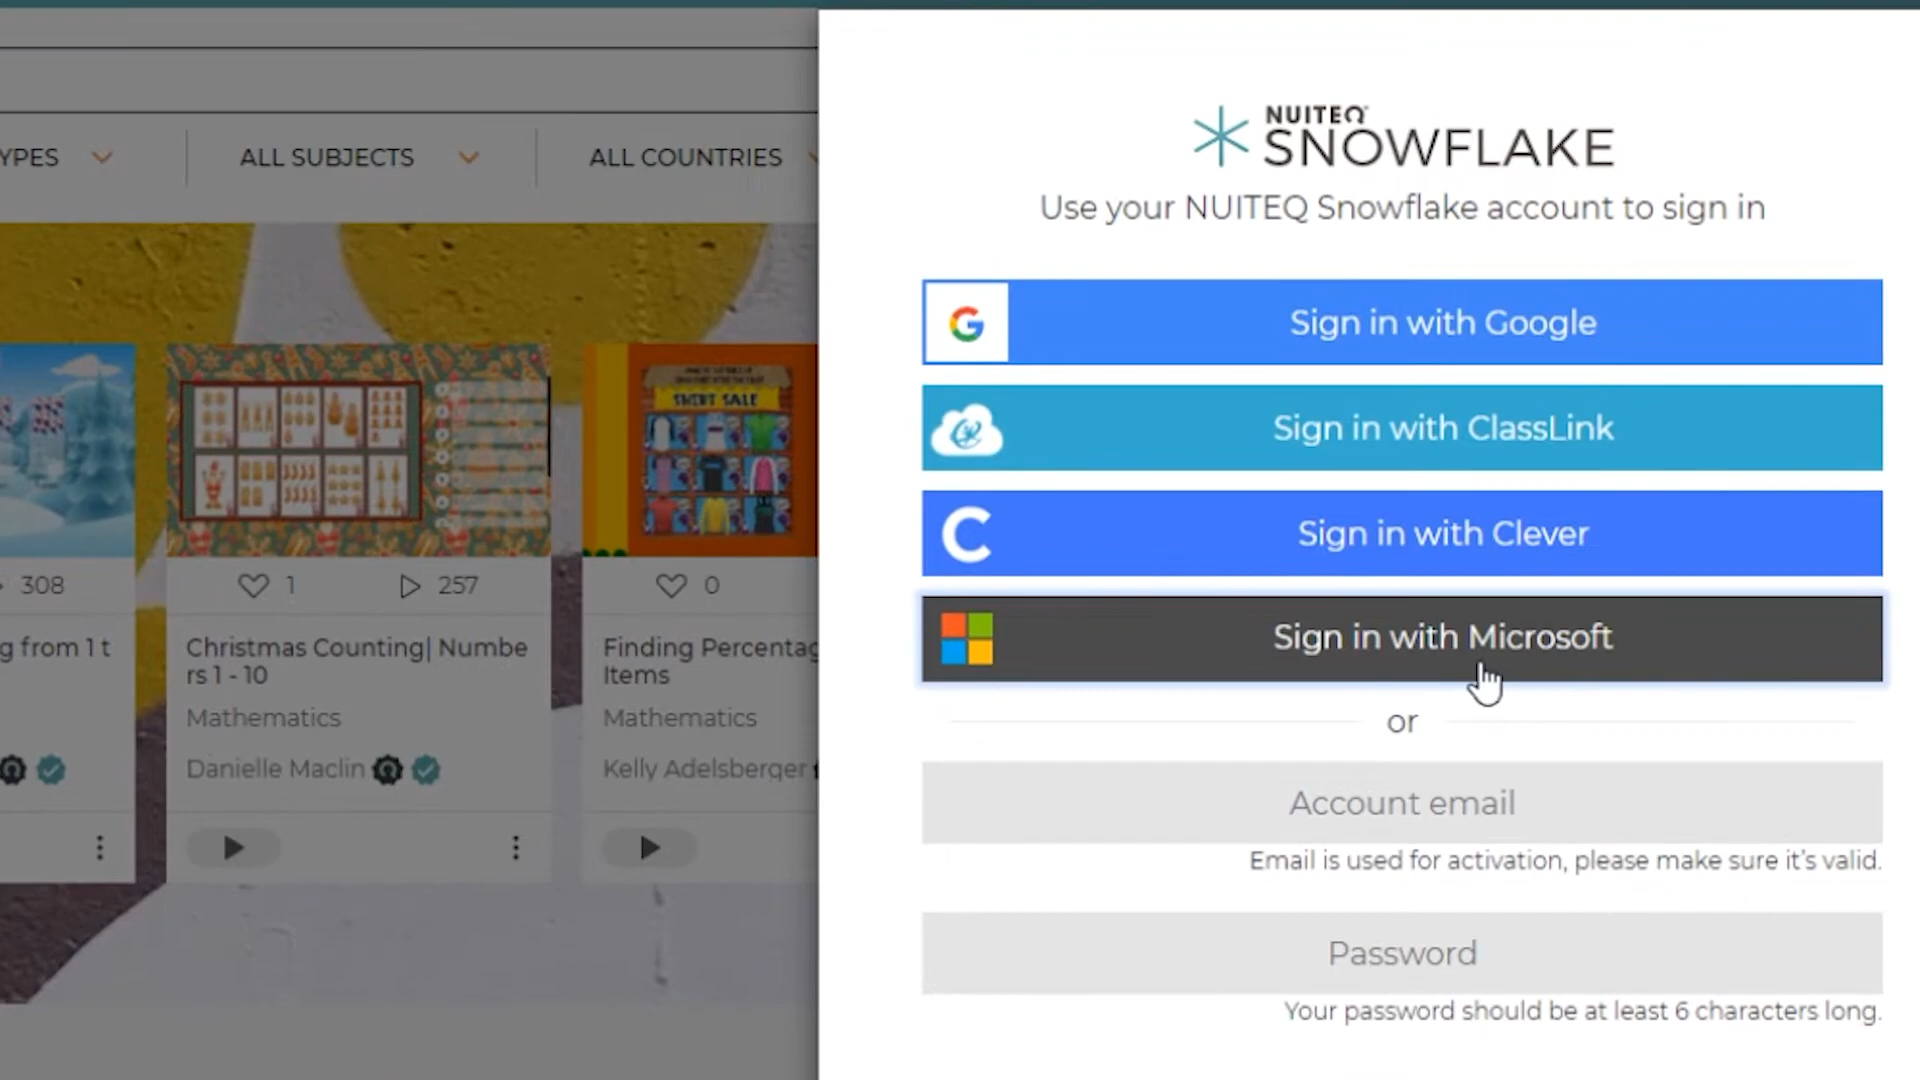 YPES
ALL SUBJECTS
ALL COUNTRIES
SHIRT SALE
308
1
257
0
g from 1 t
Christmas Counting| Numbe
rs 1 - 10
Mathematics
Danielle Maclin
Finding Percentag
Items
Mathematics
Kelly Adelsberger
NUITEQ
SNOWFLAKE
Use your NUITEQ Snowflake account to sign in
Sign in with Google
Sign in with ClassLink
Sign in with Clever
Sign in with Microsoft
or
Account email
Email is used for activation, please make sure it's valid.
Password
Your password should be at least 6 characters long.